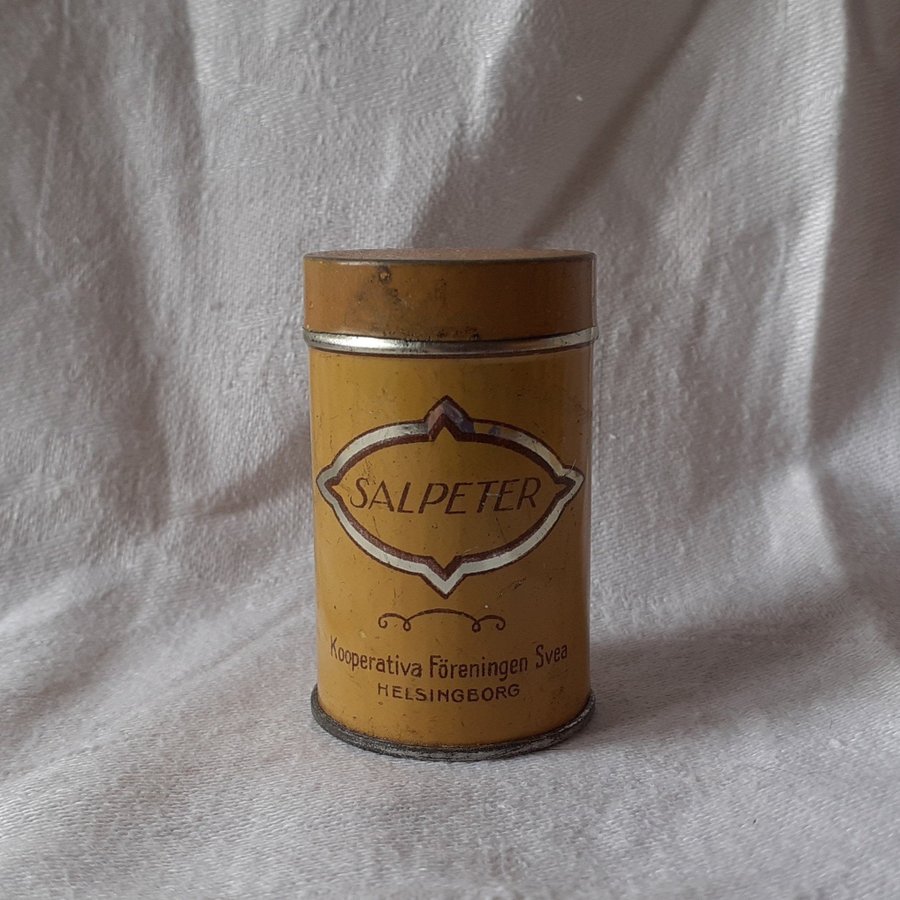 SALPETER
Kooperativa Föreningen Svea
HELSINGBORG